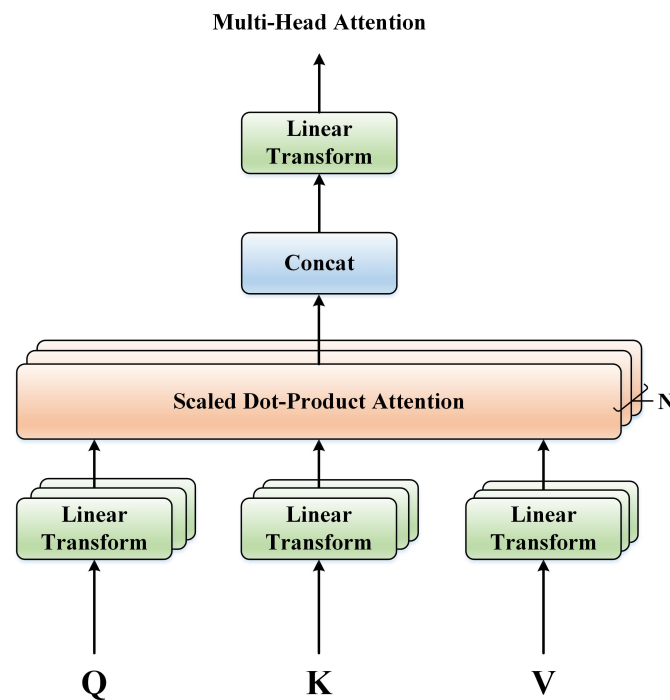 Multi-Head Attention
Linear
Transform
Concat
Scaled Dot-Product Attention
N
Linear
Transform
Linear
Transform
Linear
Transform
Q
K
V